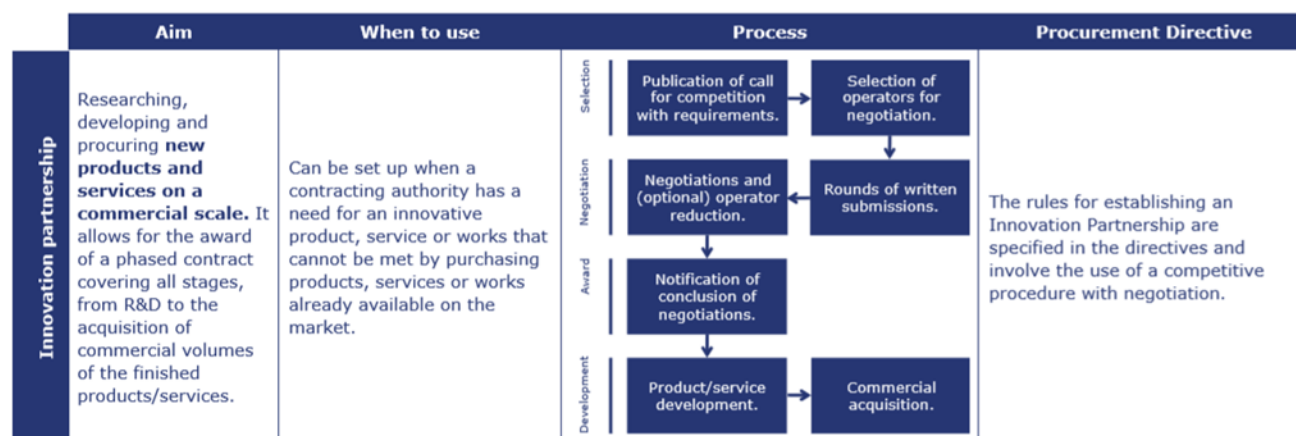 Aim
When to use
Process
Procurement Directive
Innovation partnership
Researching,
developing and
procuring new
products and
services on a
commercial scale. It
allows for the award
of a phased contract
covering all stages,
from R&D to the
acquisition of
commercial volumes
of the finished
products/services.
Can be set up when a
contracting authority has a
need for an innovative
product, service or works that
cannot be met by purchasing
products, services or works
already available on the
market.
Selection
Publication of call
for competition
with requirements.
Selection of
operators for
negotiation.
Negotiation
Negotiations and
(optional) operator
reduction.
Rounds of written
submissions.
Award
Notification of
conclusion of
negotiations.
Development
Product/service
development.
Commercial
acquisition.
The rules for establishing an
Innovation Partnership are
specified in the directives and
involve the use of a competitive
procedure with negotiation.